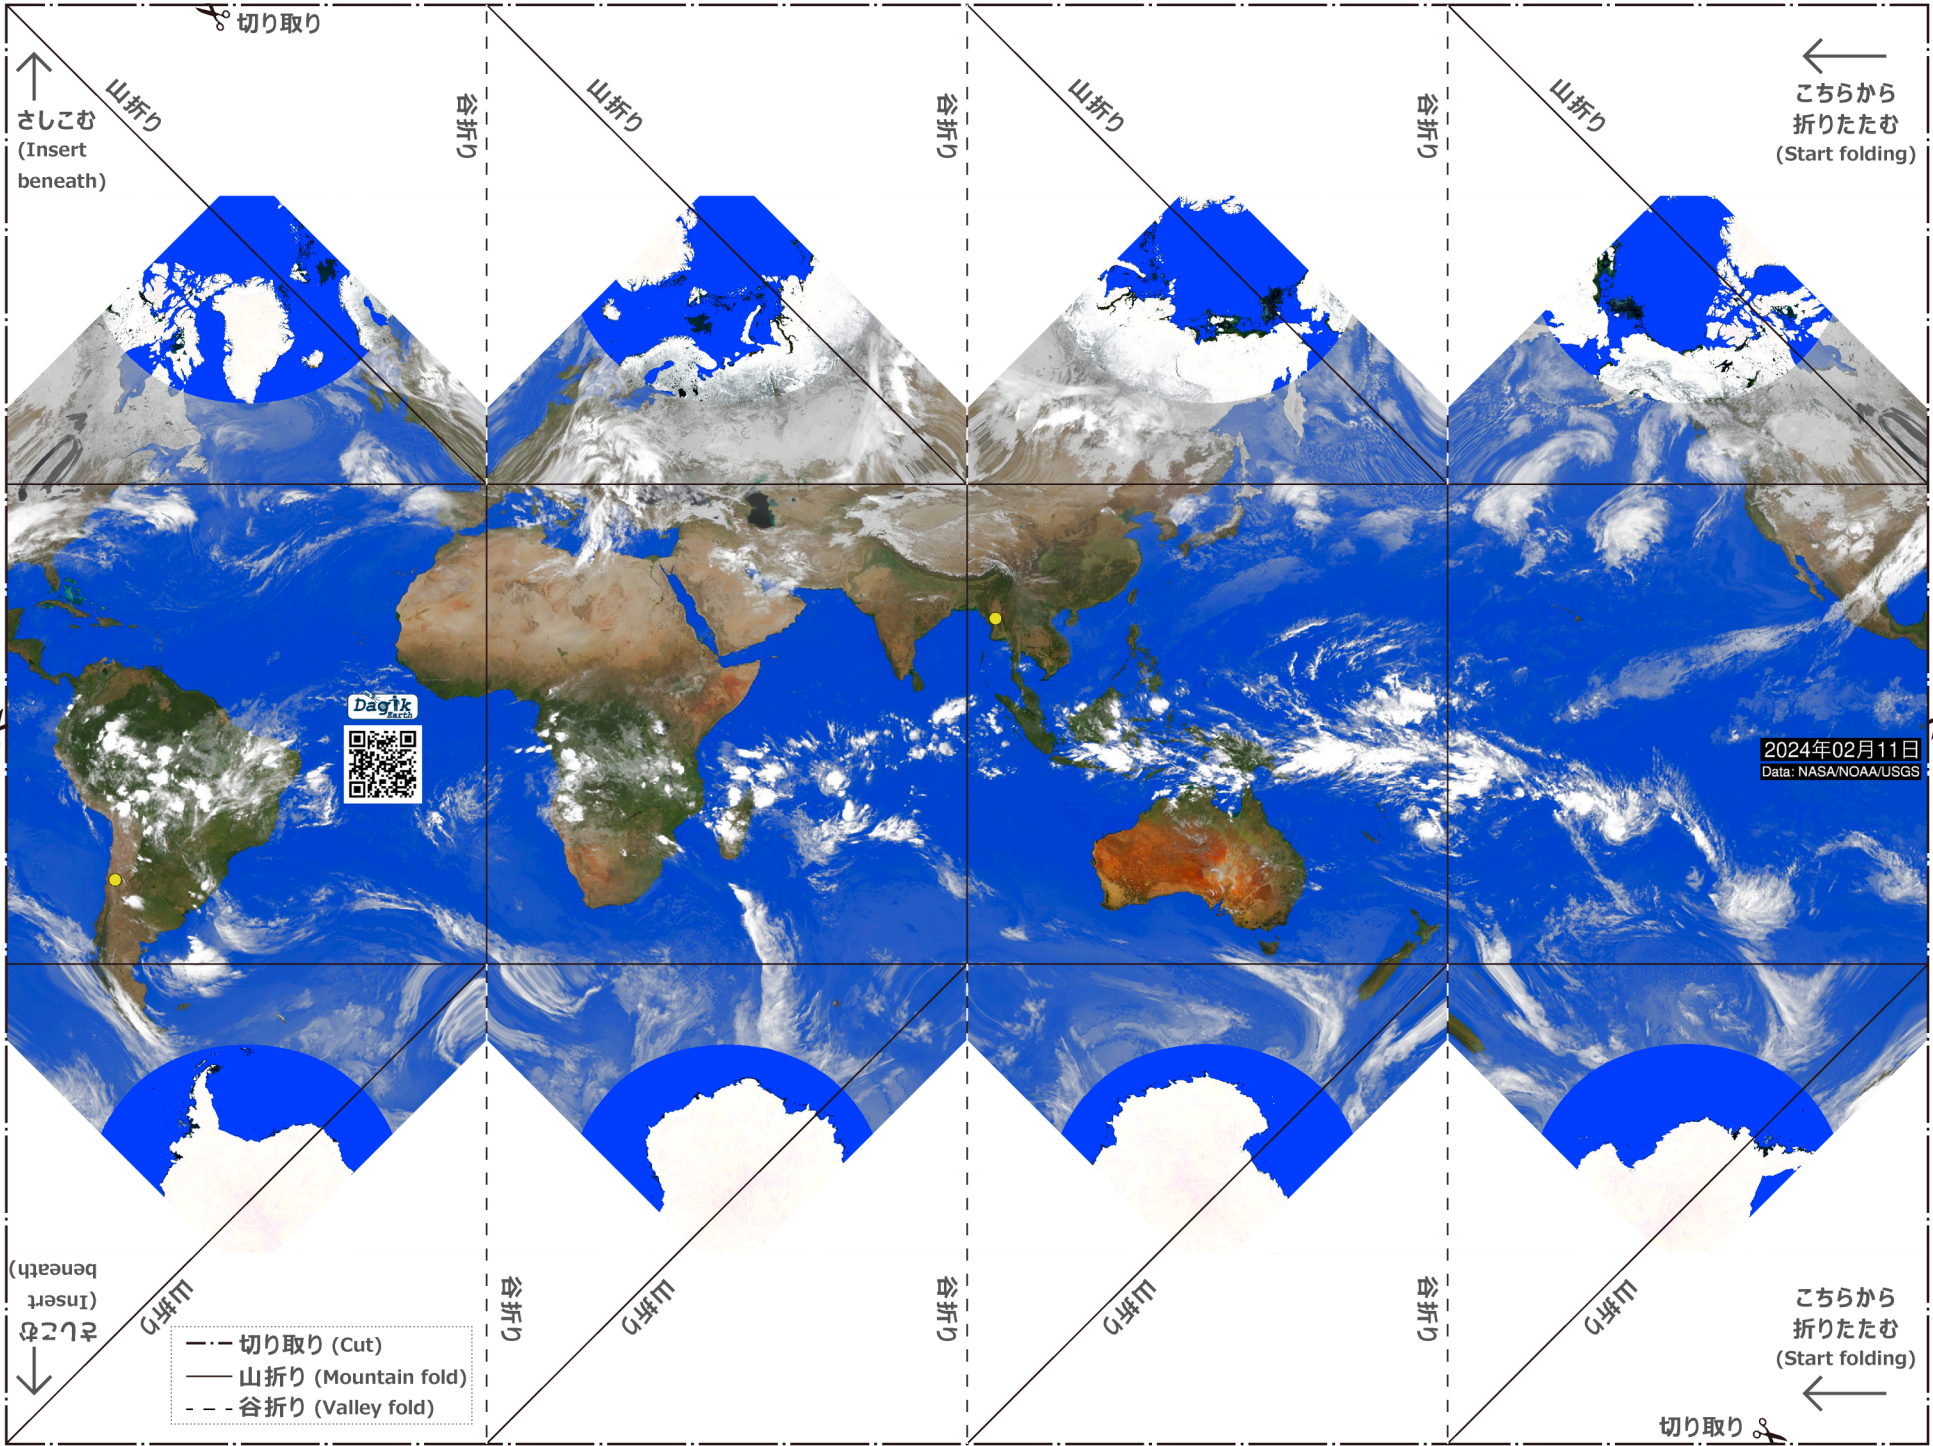 切り取り
山折り
谷折り
山折り
谷折り
山折り
谷折り
山折り
さしこむ
(Insert
beneath)
こちらから
折りたたむ
(Start folding)
Dagik
Earth
2024年02月11日
Data: NASA/NOAA/USGS
さしこむ
(Insert
beneath)
山折り
谷折り
山折り
谷折り
山折り
谷折り
山折り
こちらから
折りたたむ
(Start folding)
切り取り (Cut)
山折り (Mountain fold)
谷折り (Valley fold)
切り取り